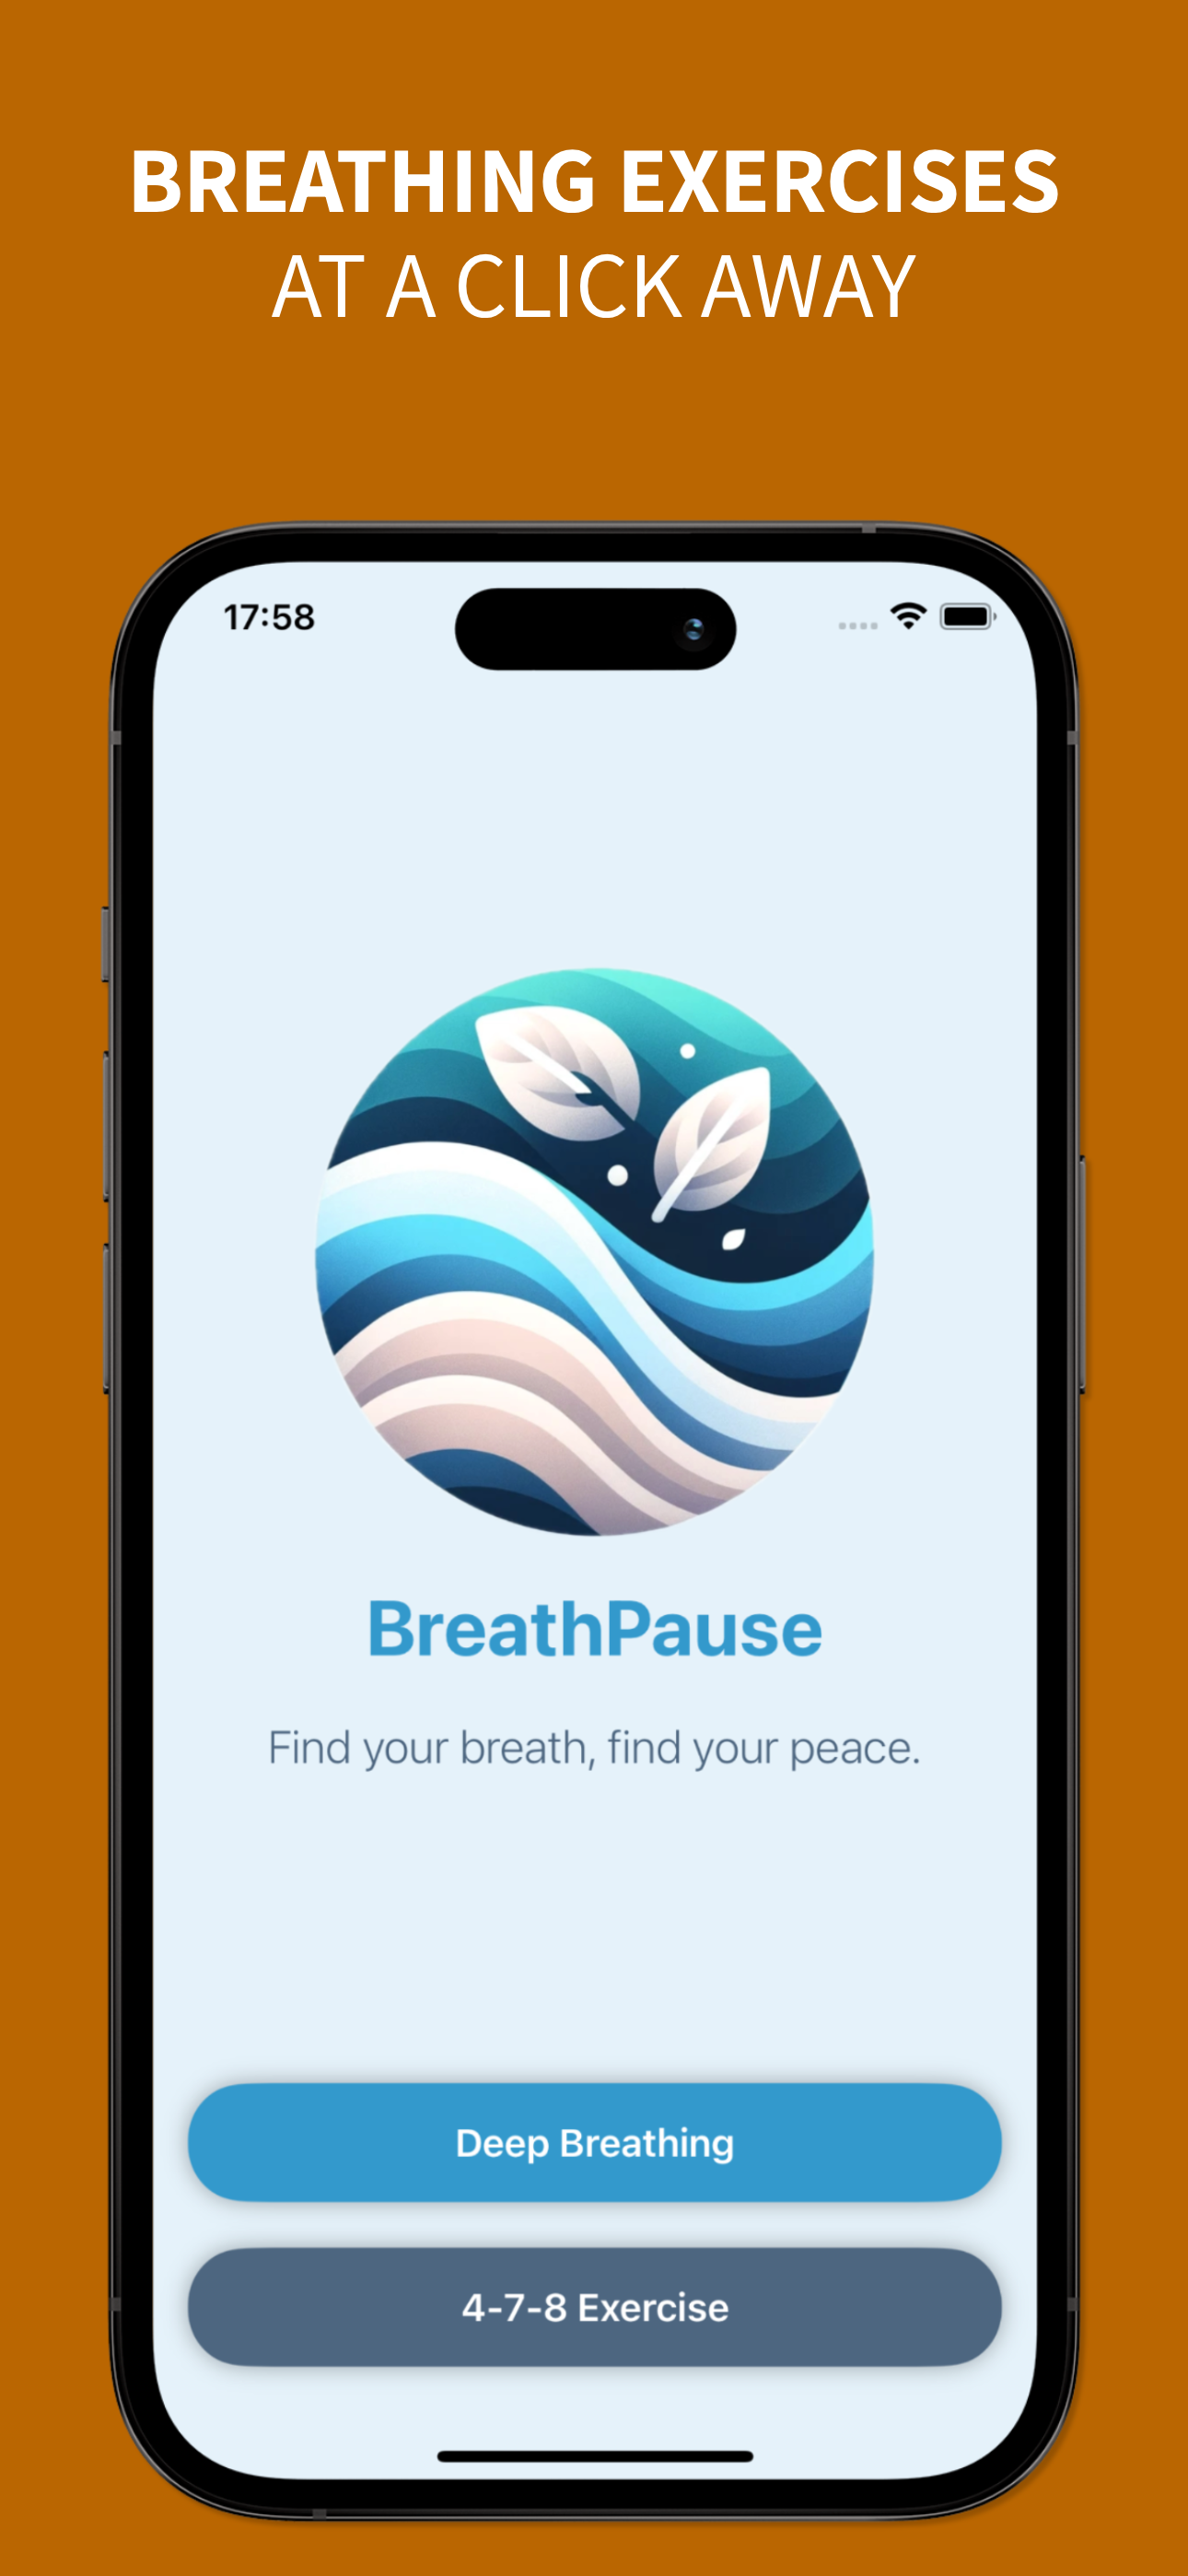 BREATHING EXERCISES
AT A CLICK AWAY
17:58
BreathPause
Find your breath, find your peace.
Deep Breathing
4-7-8 Exercise